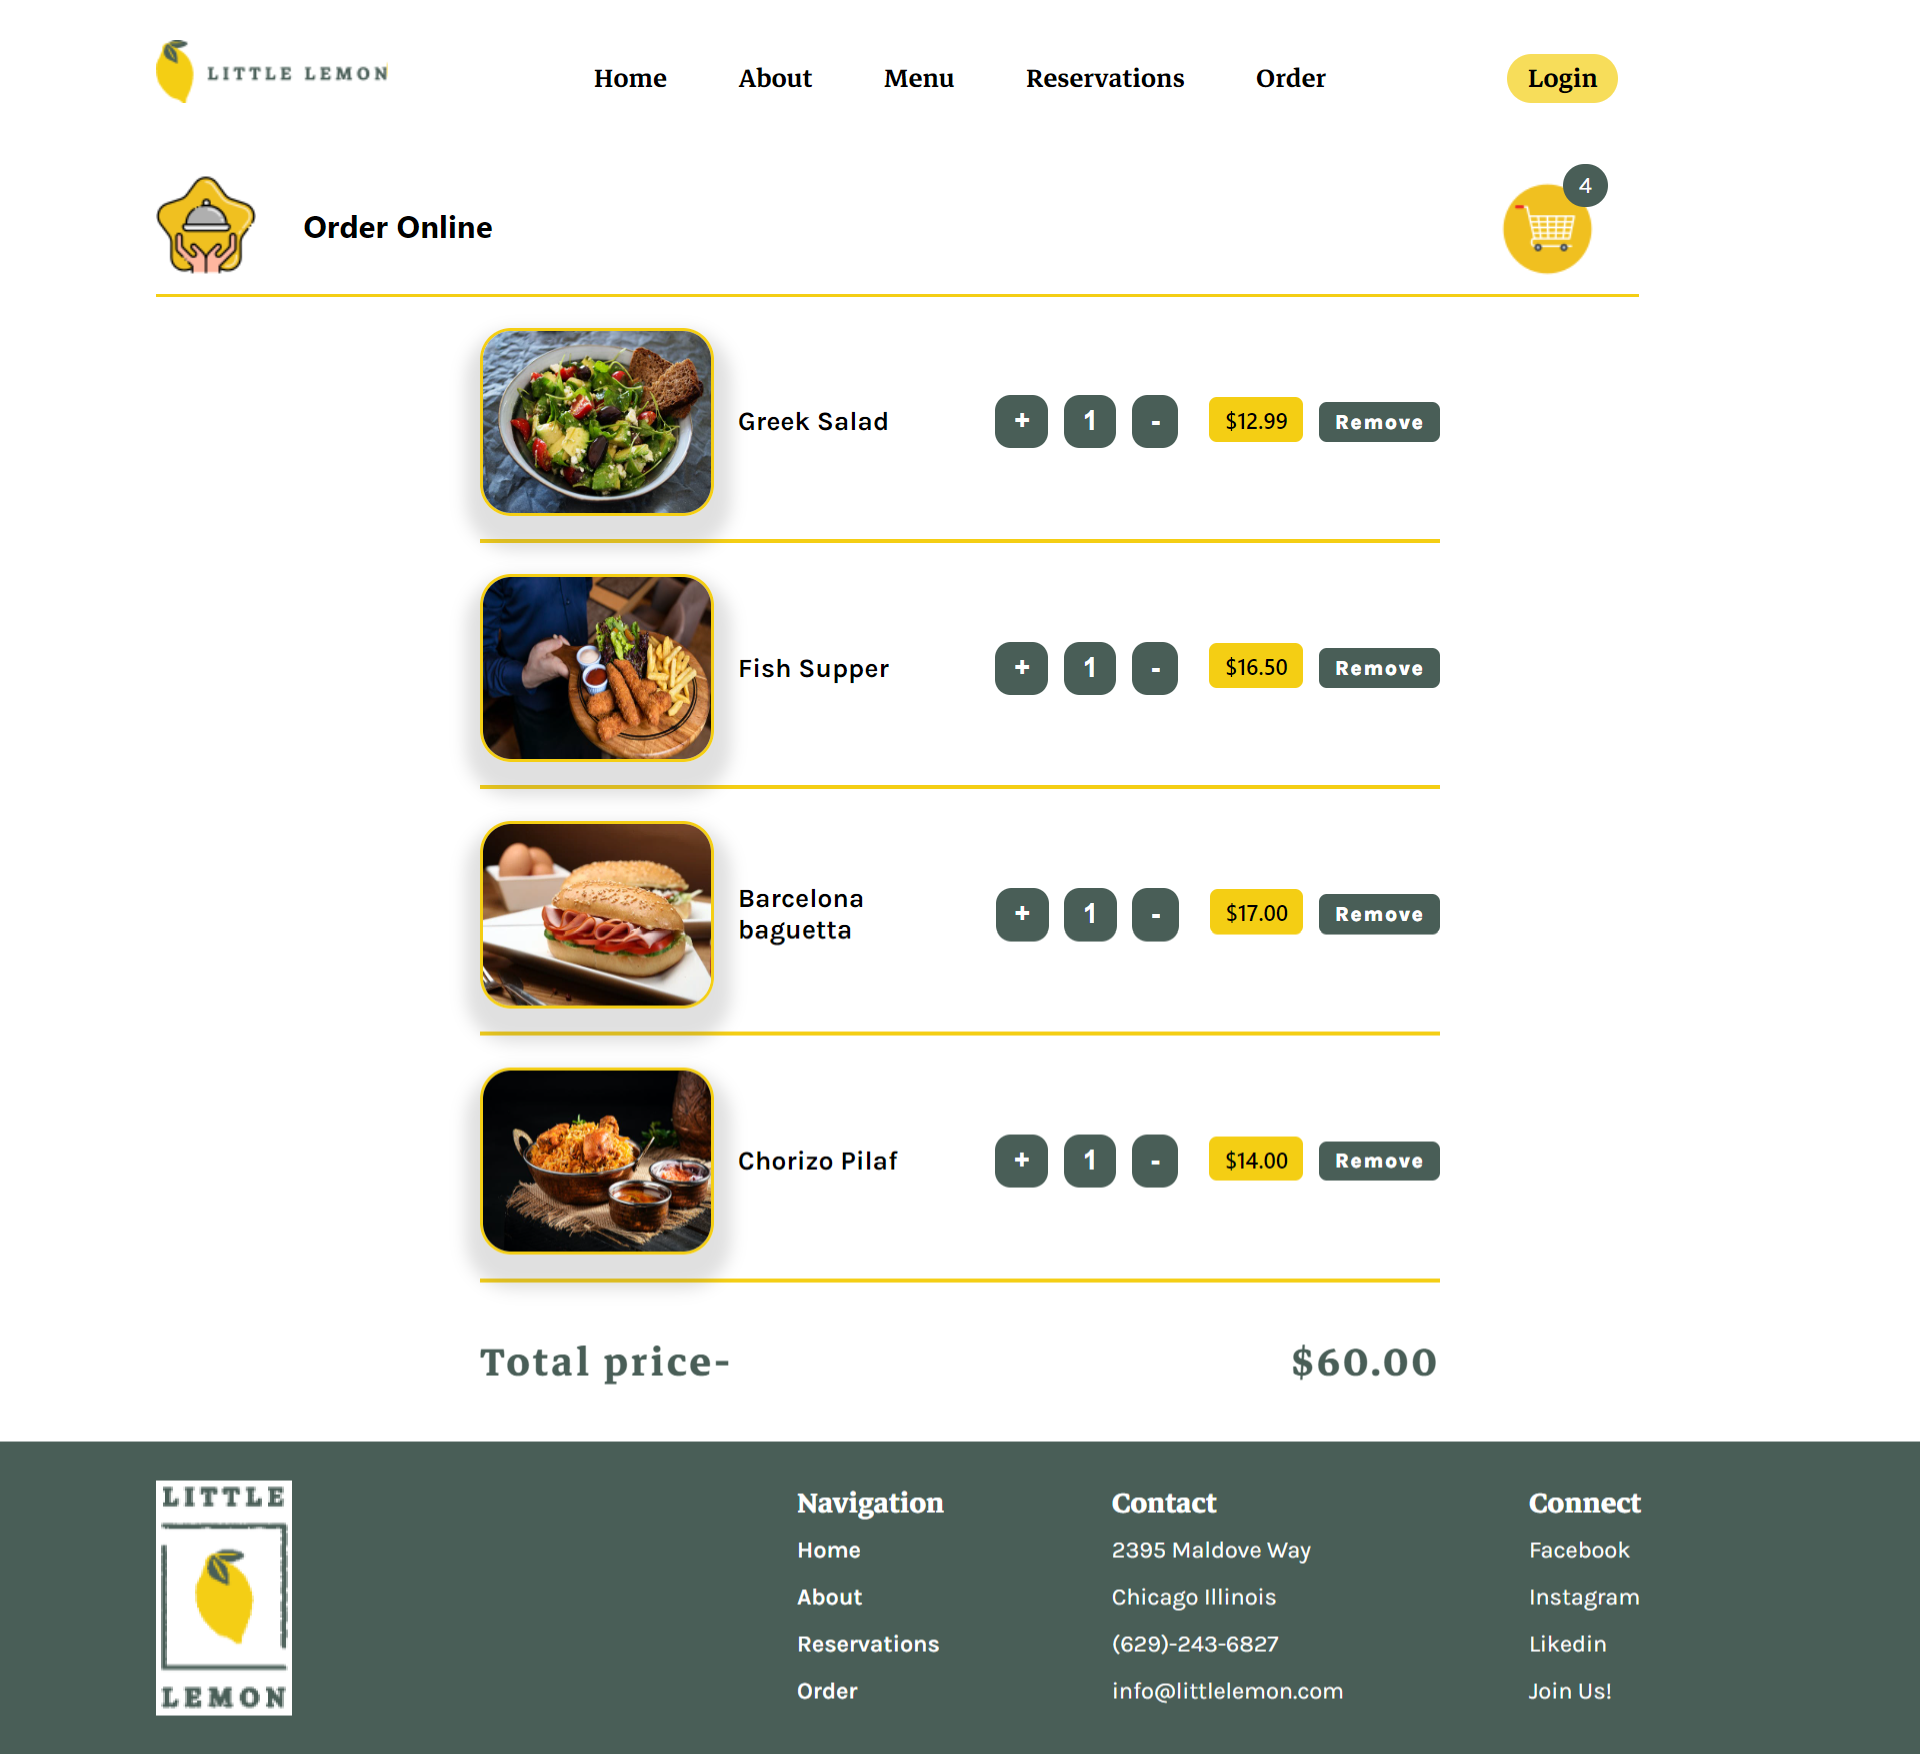 LITTLE LEMON
Home About Menu Reservations Order Login
4
Order Online
Greek Salad + 1 - $12.99 Remove
Fish Supper + 1 - $16.50 Remove
Barcelona
baguetta + 1 - $17.00 Remove
Chorizo Pilaf + 1 - $14.00 Remove
Total price- $60.00
LITTLE
LEMON
Navigation
Home
About
Reservations
Order
Contact
2395 Maldove Way
Chicago Illinois
(629)-243-6827
info@littlelemon.com
Connect
Facebook
Instagram
Likedin
Join Us!